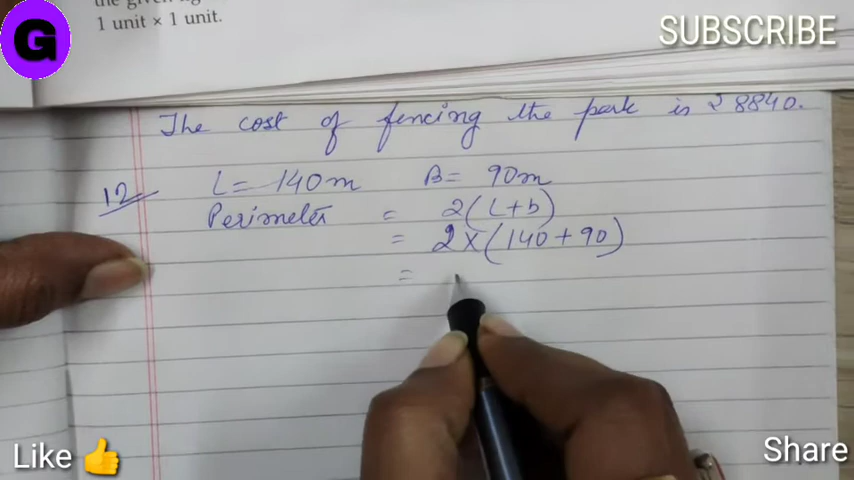 1 unit × 1 unit.
G
SUBSCRIBE
The cost of fencing the park is ₹ 8840.
12 L = 140m B = 90m
Perimeter = 2(L+b)
= 2×(140+90)
=
Like 👍
Share